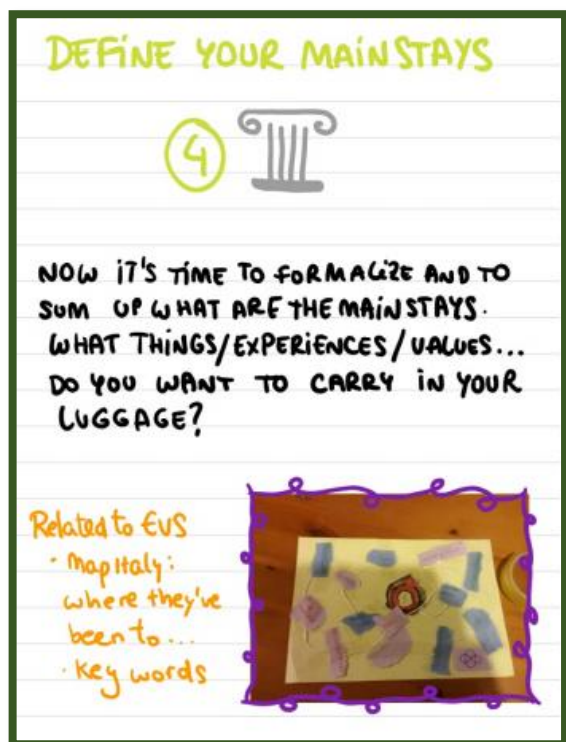 DEFINE YOUR MAINSTAYS
4
NOW IT'S TIME TO FORMALIZE AND TO
SUM UP WHAT ARE THE MAINSTAYS.
WHAT THINGS/EXPERIENCES/VALUES...
DO YOU WANT TO CARRY IN YOUR
LUGGAGE?
Related to EVS
· Map Italy:
where they've
been to...
· Key words